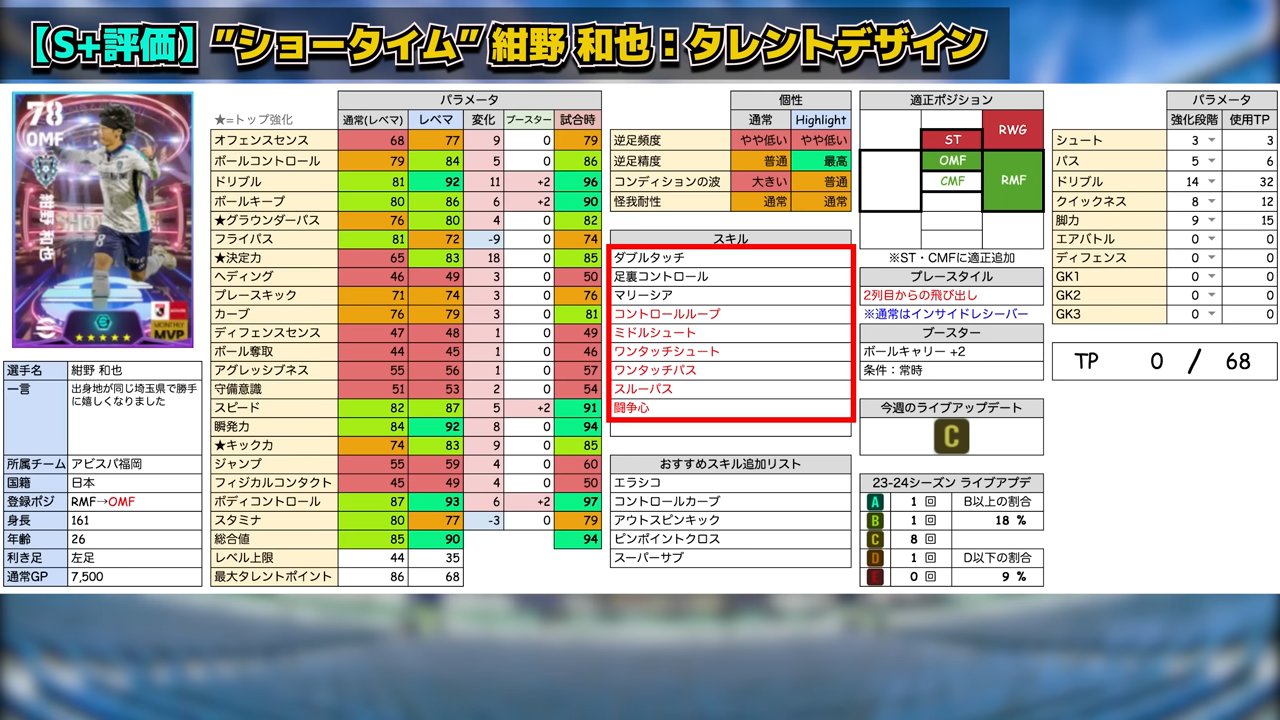 【S+評価】"ショータイム" 紺野 和也：タレントデザイン
78
OMF
紺野 和也
MONTHLY
MVP
選手名 紺野 和也
一言 出身地が同じ埼玉県で勝手に嬉しくなりました
所属チーム アビスパ福岡
国籍 日本
登録ポジ RMF→OMF
身長 161
年齢 26
利き足 左足
通常GP 7,500
パラメータ
★=トップ強化 通常(レベマ) レベマ 変化 ブースター 試合時
オフェンスセンス 68 77 9 0 79
ボールコントロール 79 84 5 0 86
ドリブル 81 92 11 +2 96
ボールキープ 80 86 6 +2 90
★グラウンダーパス 76 80 4 0 82
フライパス 81 72 -9 0 74
★決定力 65 83 18 0 85
ヘディング 46 49 3 0 50
プレースキック 71 74 3 0 76
カーブ 76 79 3 0 81
ディフェンスセンス 47 48 1 0 49
ボール奪取 44 45 1 0 46
アグレッシブネス 55 56 1 0 57
守備意識 51 53 2 0 54
スピード 82 87 5 +2 91
瞬発力 84 92 8 0 94
★キック力 74 83 9 0 85
ジャンプ 55 59 4 0 60
フィジカルコンタクト 45 49 4 0 50
ボディコントロール 87 93 6 +2 97
スタミナ 80 77 -3 0 79
総合値 85 90 94
レベル上限 44 35
最大タレントポイント 86 68
個性
通常 Highlight
逆足頻度 やや低い やや低い
逆足精度 普通 最高
コンディションの波 大きい 普通
怪我耐性 通常 通常
スキル
ダブルタッチ
足裏コントロール
マリーシア
コントロールループ
ミドルシュート
ワンタッチシュート
ワンタッチパス
スルーパス
闘争心
おすすめスキル追加リスト
エラシコ
コントロールカーブ
アウトスピンキック
ピンポイントクロス
スーパーサブ
適正ポジション
RWG
ST
OMF
CMF
RMF
※ST・CMFに適正追加
プレースタイル
2列目からの飛び出し
※通常はインサイドレシーバー
ブースター
ボールキャリー +2
条件：常時
今週のライブアップデート
C
23-24シーズン ライブアプデ
A 1 回 B以上の割合
B 1 回 18 %
C 8 回
D 1 回 D以下の割合
E 0 回 9 %
パラメータ
強化段階 使用TP
シュート 3 3
パス 5 6
ドリブル 14 32
クイックネス 8 12
脚力 9 15
エアバトル 0 0
ディフェンス 0 0
GK1 0 0
GK2 0 0
GK3 0 0
TP 0 / 68